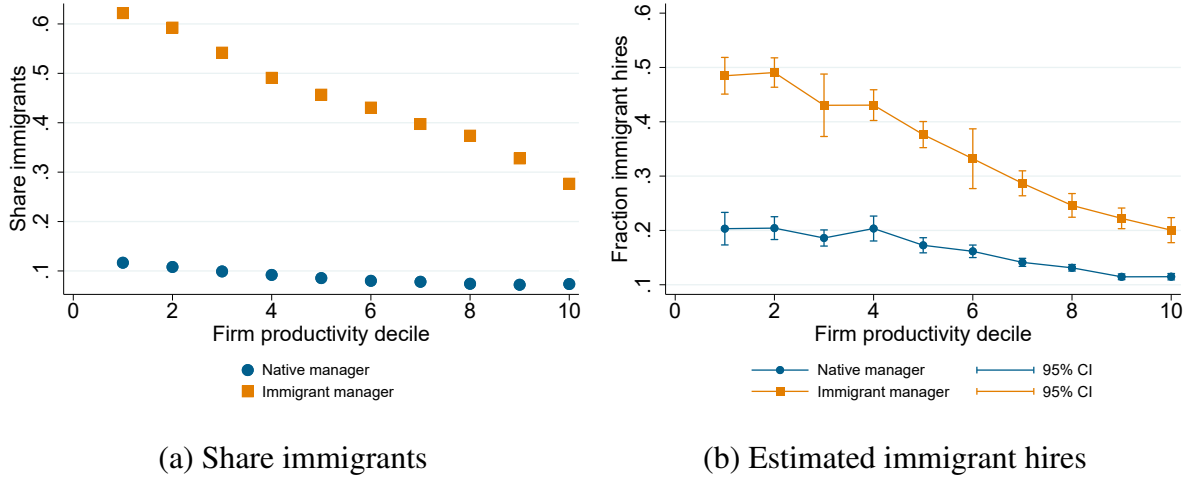 Share immigrants
.6
.5
.4
.3
.2
.1
0
2
4
6
8
10
Firm productivity decile
Native manager
Immigrant manager
(a) Share immigrants
Fraction immigrant hires
.6
.5
.4
.3
.2
.1
0
2
4
6
8
10
Firm productivity decile
Native manager
95% CI
Immigrant manager
95% CI
(b) Estimated immigrant hires